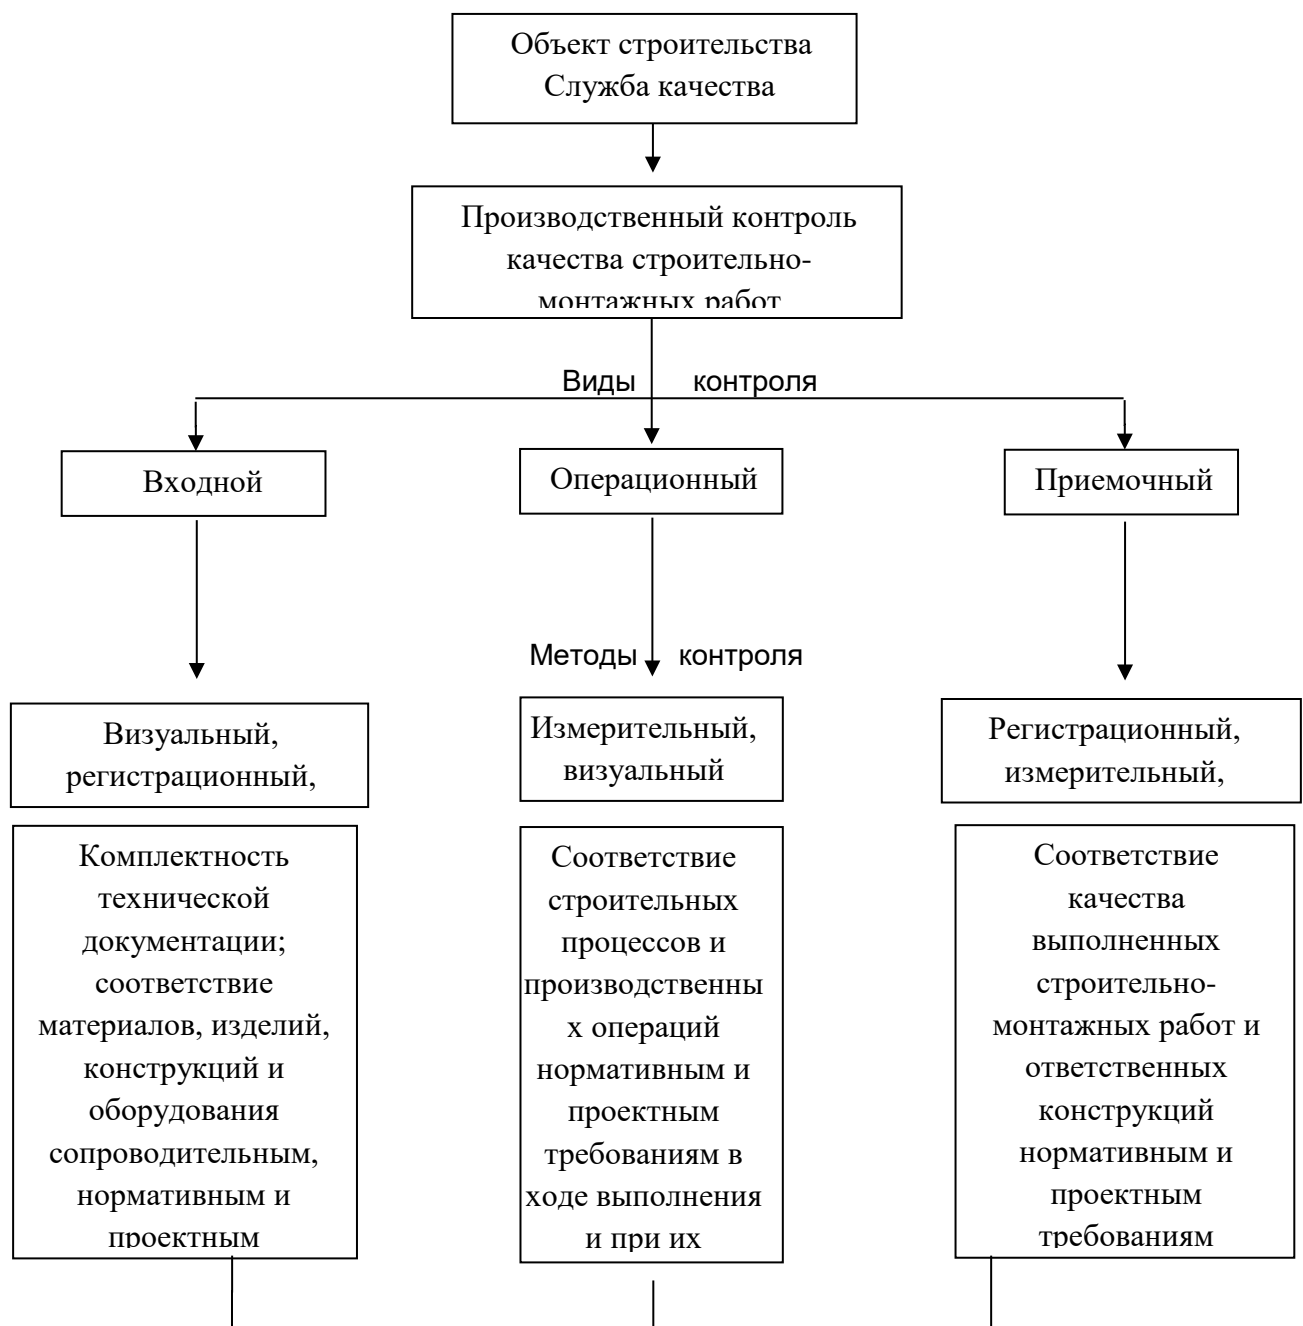 Объект строительства
Служба качества
Производственный контроль
качества строительно-
монтажных работ
Виды контроля
Входной
Операционный
Приемочный
Методы контроля
Визуальный,
регистрационный,
Измерительный,
визуальный
Регистрационный,
измерительный,
Комплектность
технической
документации;
соответствие
материалов, изделий,
конструкций и
оборудования
сопроводительным,
нормативным и
проектным
Соответствие
строительных
процессов и
производственны
х операций
нормативным и
проектным
требованиям в
ходе выполнения
и при их
Соответствие
качества
выполненных
строительно-
монтажных работ и
ответственных
конструкций
нормативным и
проектным
требованиям